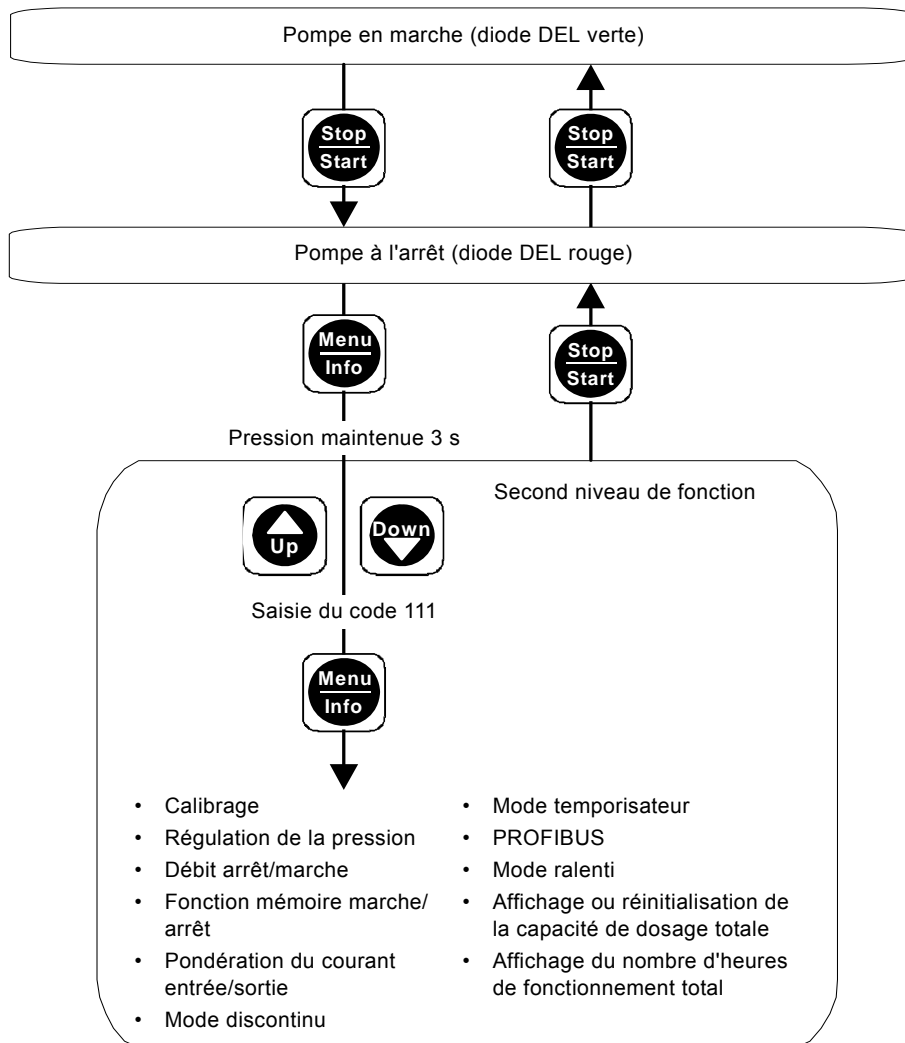 Pompe en marche (diode DEL verte)
Stop
Start
Stop
Start
Pompe à l'arrêt (diode DEL rouge)
Menu
Info
Stop
Start
Pression maintenue 3 s
Second niveau de fonction
Up
Down
Saisie du code 111
Menu
Info
• Calibrage
• Régulation de la pression
• Débit arrêt/marche
• Fonction mémoire marche/
arrêt
• Pondération du courant
entrée/sortie
• Mode discontinu
• Mode temporisateur
• PROFIBUS
• Mode ralenti
• Affichage ou réinitialisation de
la capacité de dosage totale
• Affichage du nombre d'heures
de fonctionnement total